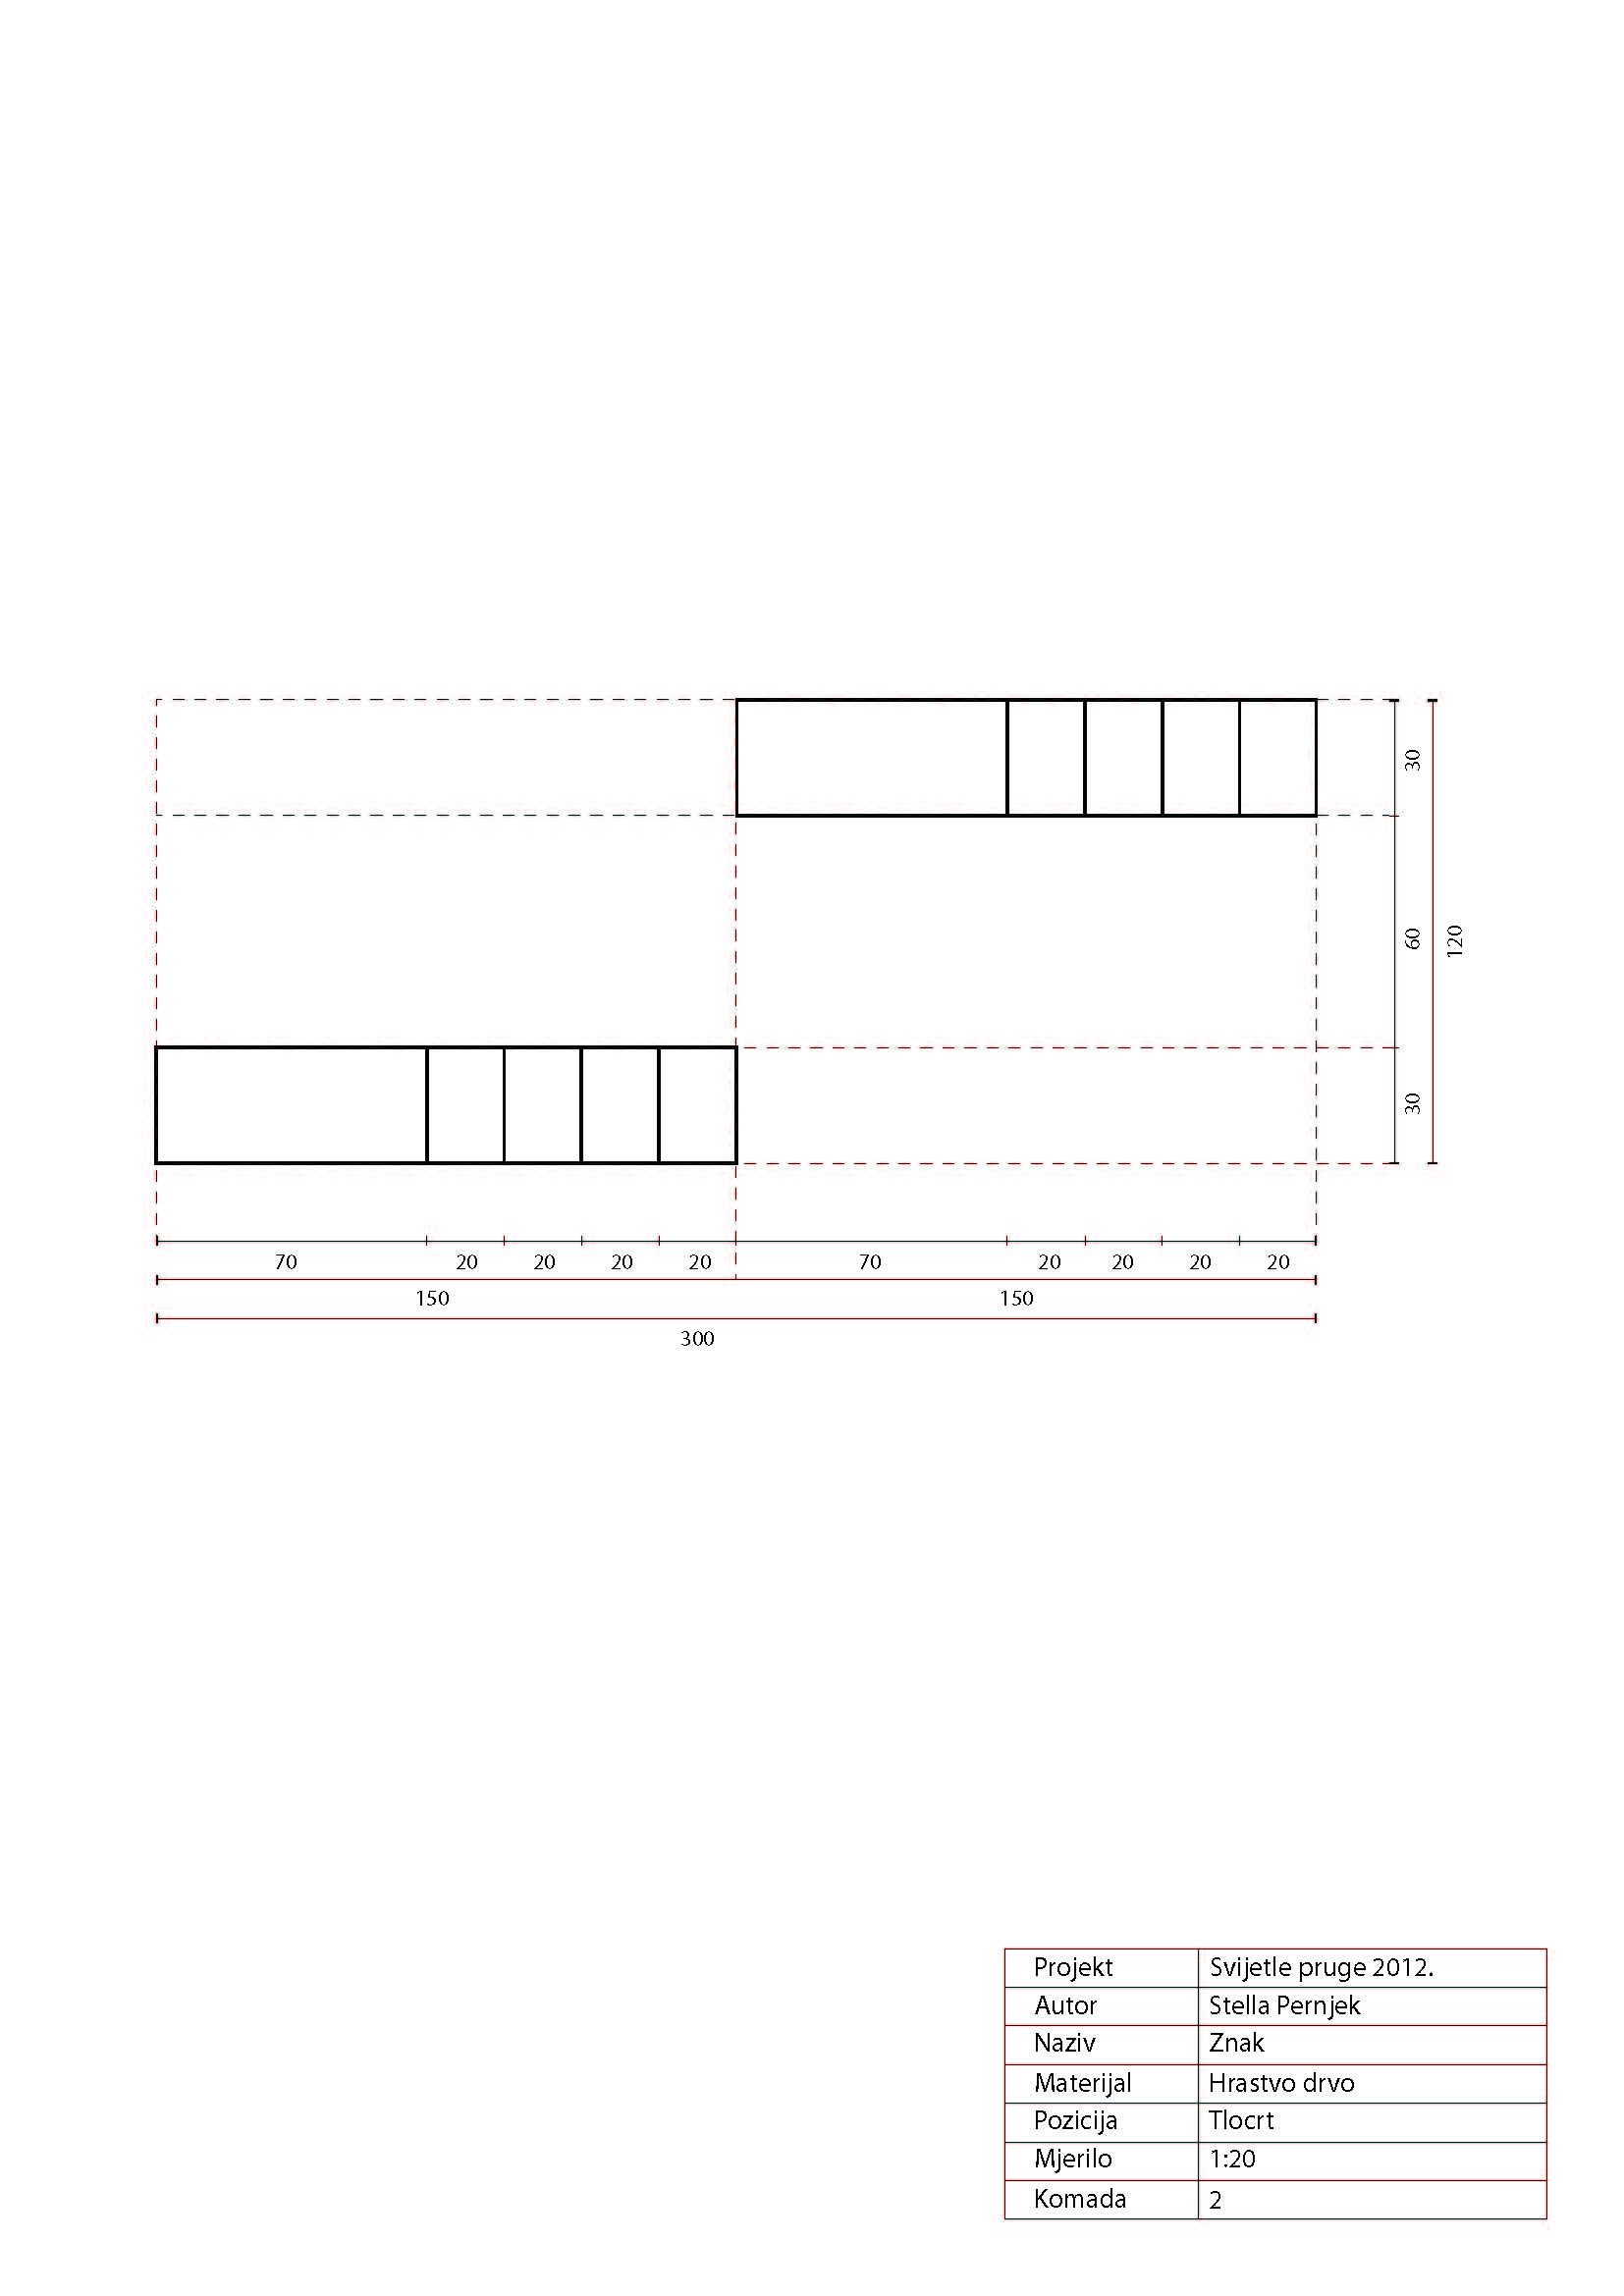 30
60
120
30
70 20 20 20 20 70 20 20 20 20
150 150
300
Projekt Svijetle pruge 2012.
Autor Stella Pernjek
Naziv Znak
Materijal Hrastvo drvo
Pozicija Tlocrt
Mjerilo 1:20
Komada 2